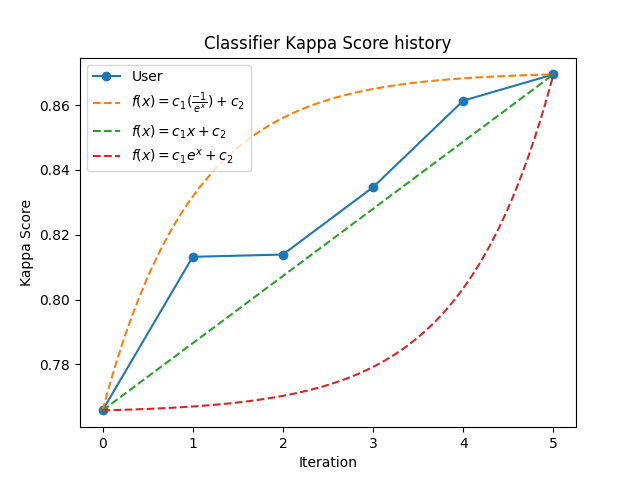 Classifier Kappa Score history
User
f(x) = c₁(−1/eˣ) + c₂
f(x) = c₁x + c₂
f(x) = c₁eˣ + c₂
0.86
0.84
0.82
0.80
0.78
Kappa Score
0 1 2 3 4 5
Iteration